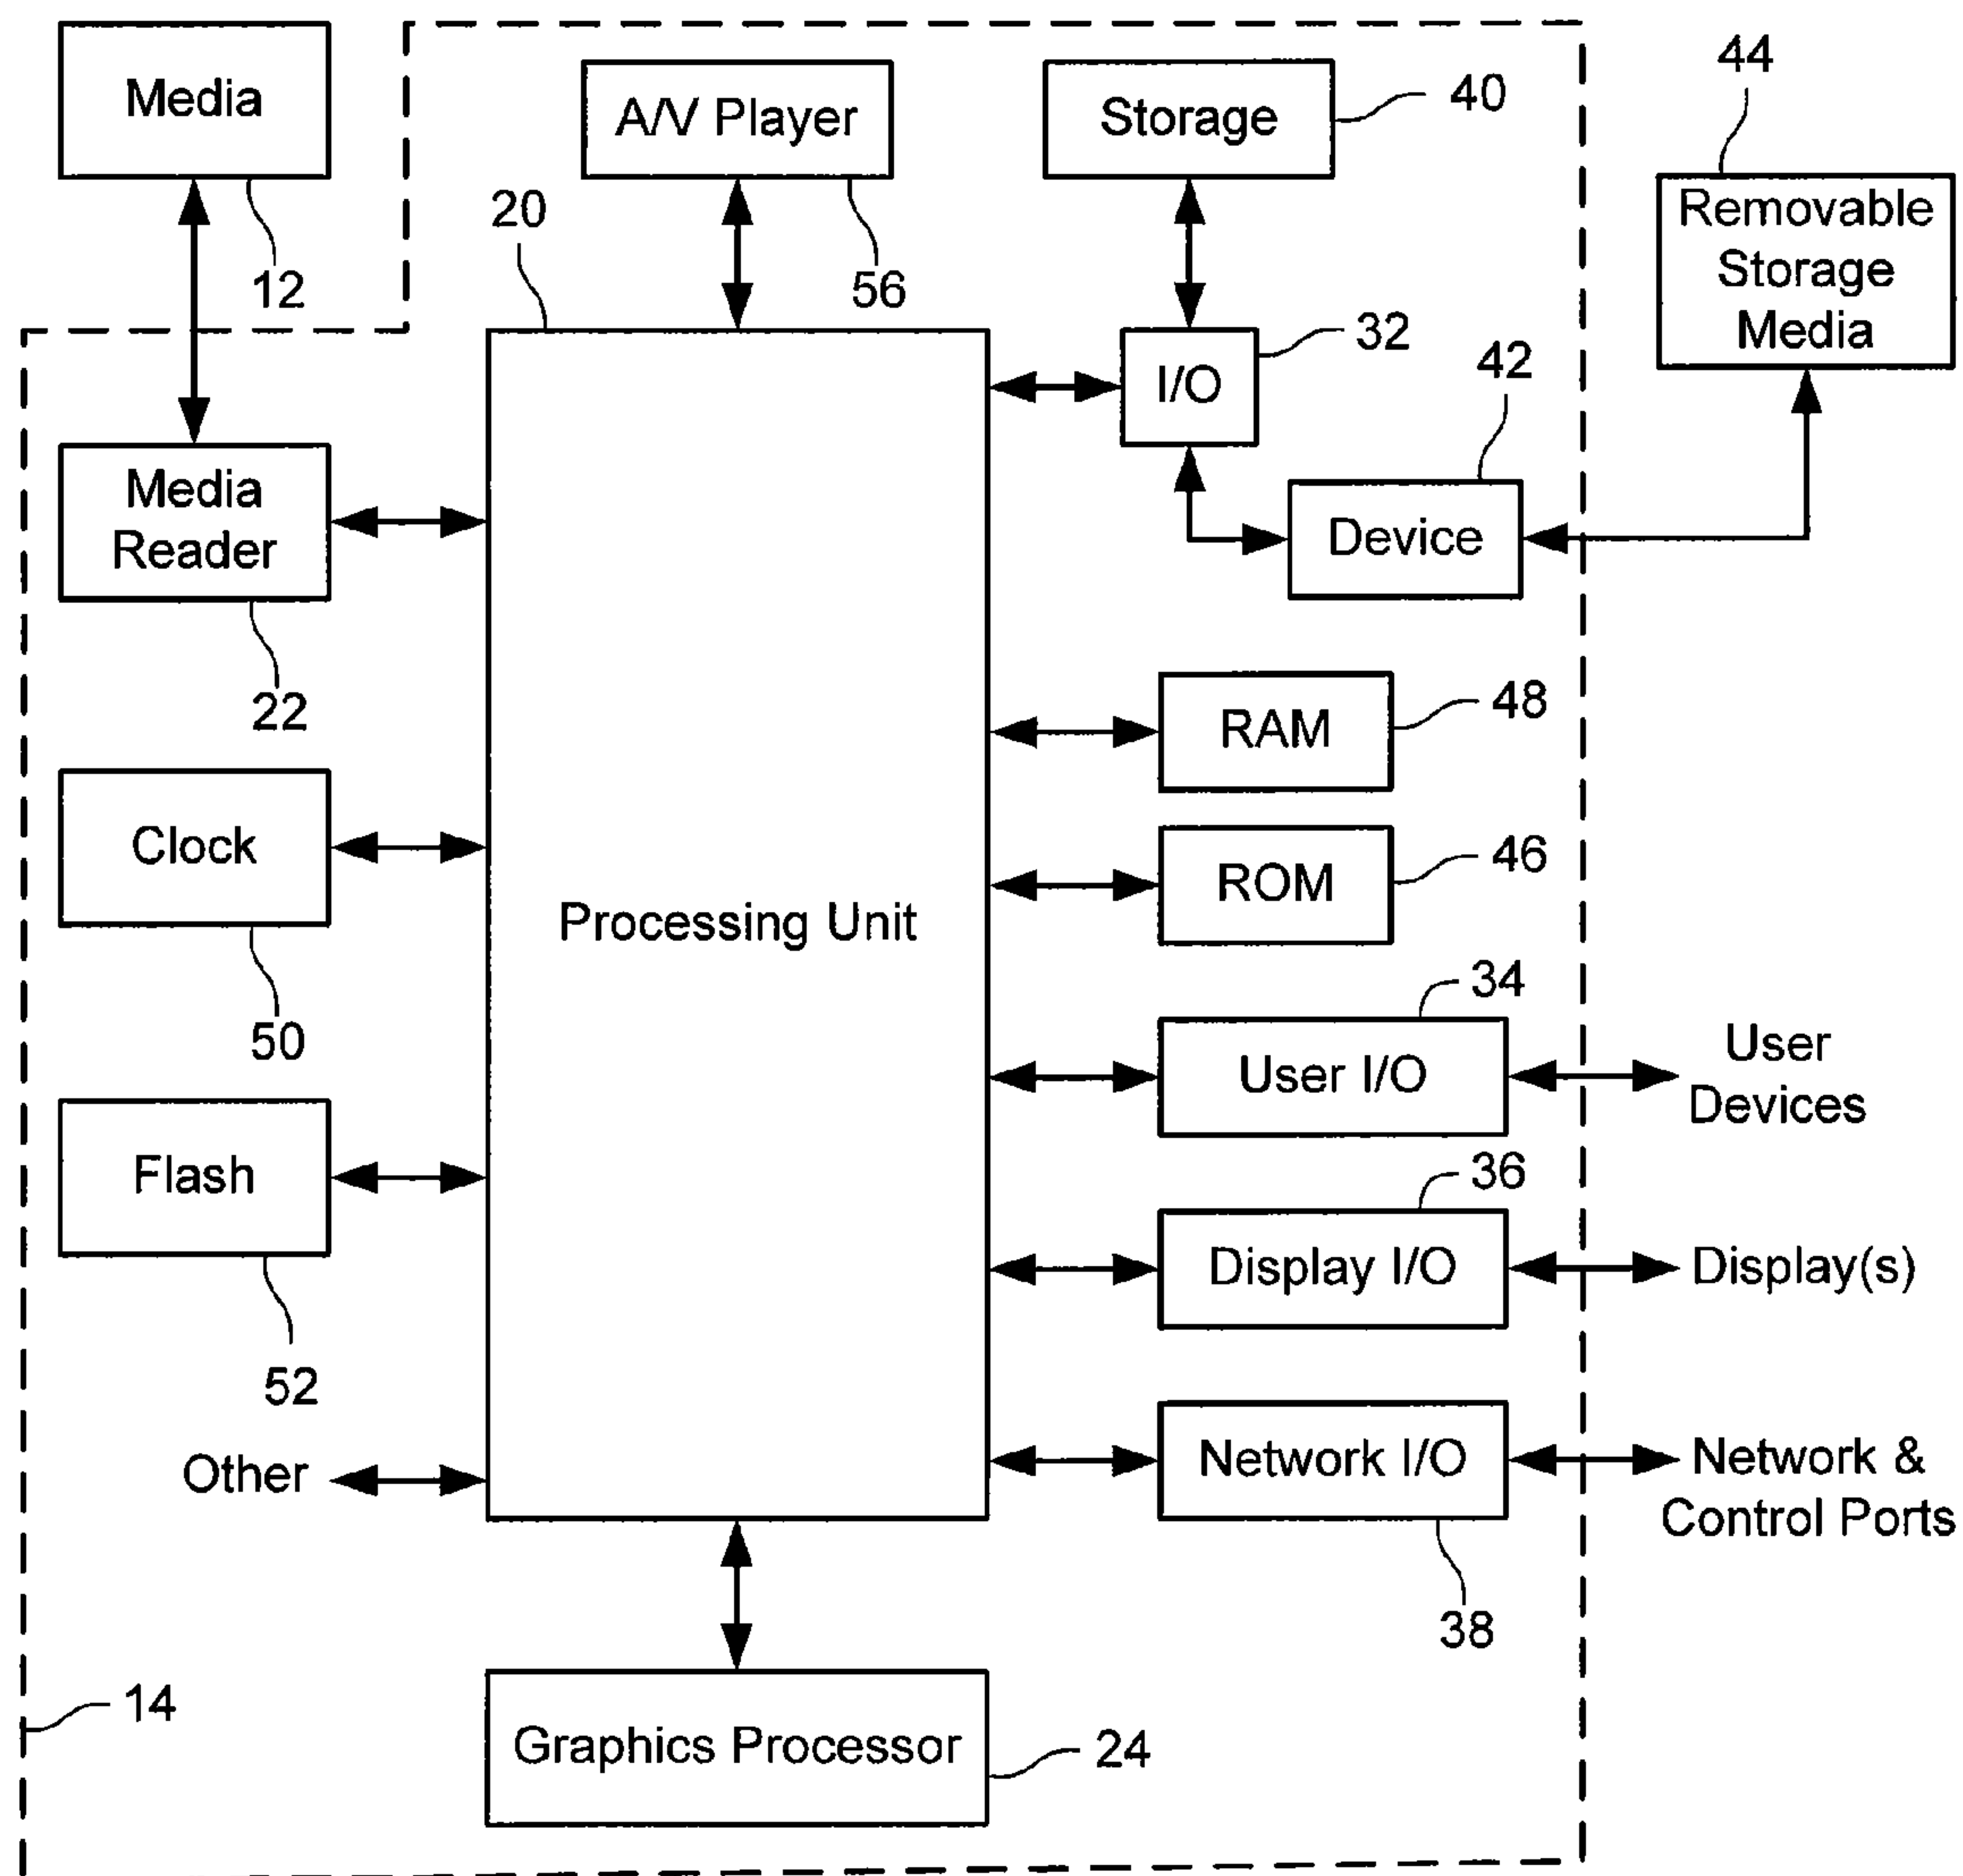 Media
12
A/V Player
56
Storage
40
44
Removable
Storage
Media
20
I/O
32
42
Device
Media
Reader
22
RAM
48
Clock
50
ROM
46
Processing Unit
34
User I/O
User
Devices
Flash
52
36
Display I/O
Display(s)
Other
Network I/O
38
Network &
Control Ports
14
Graphics Processor
24